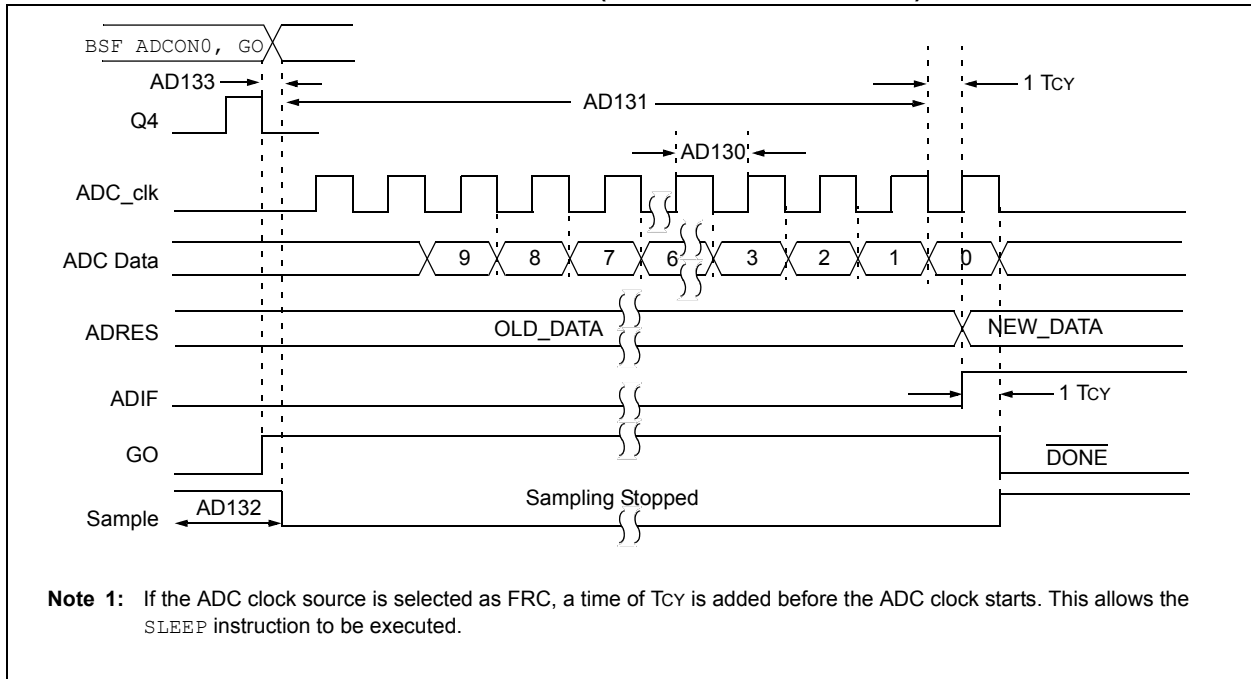 BSF ADCON0, GO
AD133
1 TCY
AD131
Q4
AD130
ADC_clk
ADC Data
9 8 7 6 3 2 1 0
ADRES
OLD_DATA
NEW_DATA
ADIF
1 TCY
GO
DONE
Sample
AD132
Sampling Stopped
Note 1: If the ADC clock source is selected as FRC, a time of TCY is added before the ADC clock starts. This allows the
SLEEP instruction to be executed.